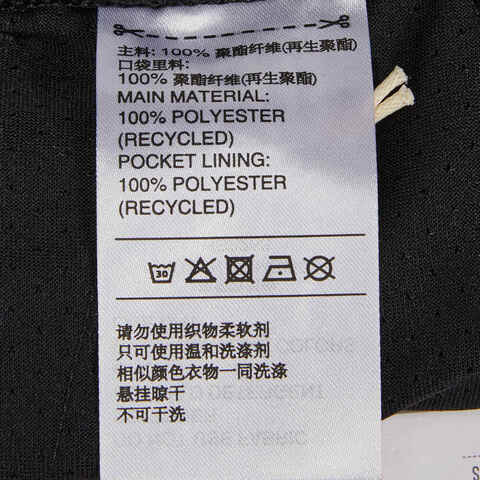 主料: 100% 聚酯纤维(再生聚酯)
口袋里料:
100% 聚酯纤维(再生聚酯)
MAIN MATERIAL:
100% POLYESTER
(RECYCLED)
POCKET LINING:
100% POLYESTER
(RECYCLED)
30
请勿使用织物柔软剂
只可使用温和洗涤剂
相似颜色衣物一同洗涤
悬挂晾干
不可干洗
S